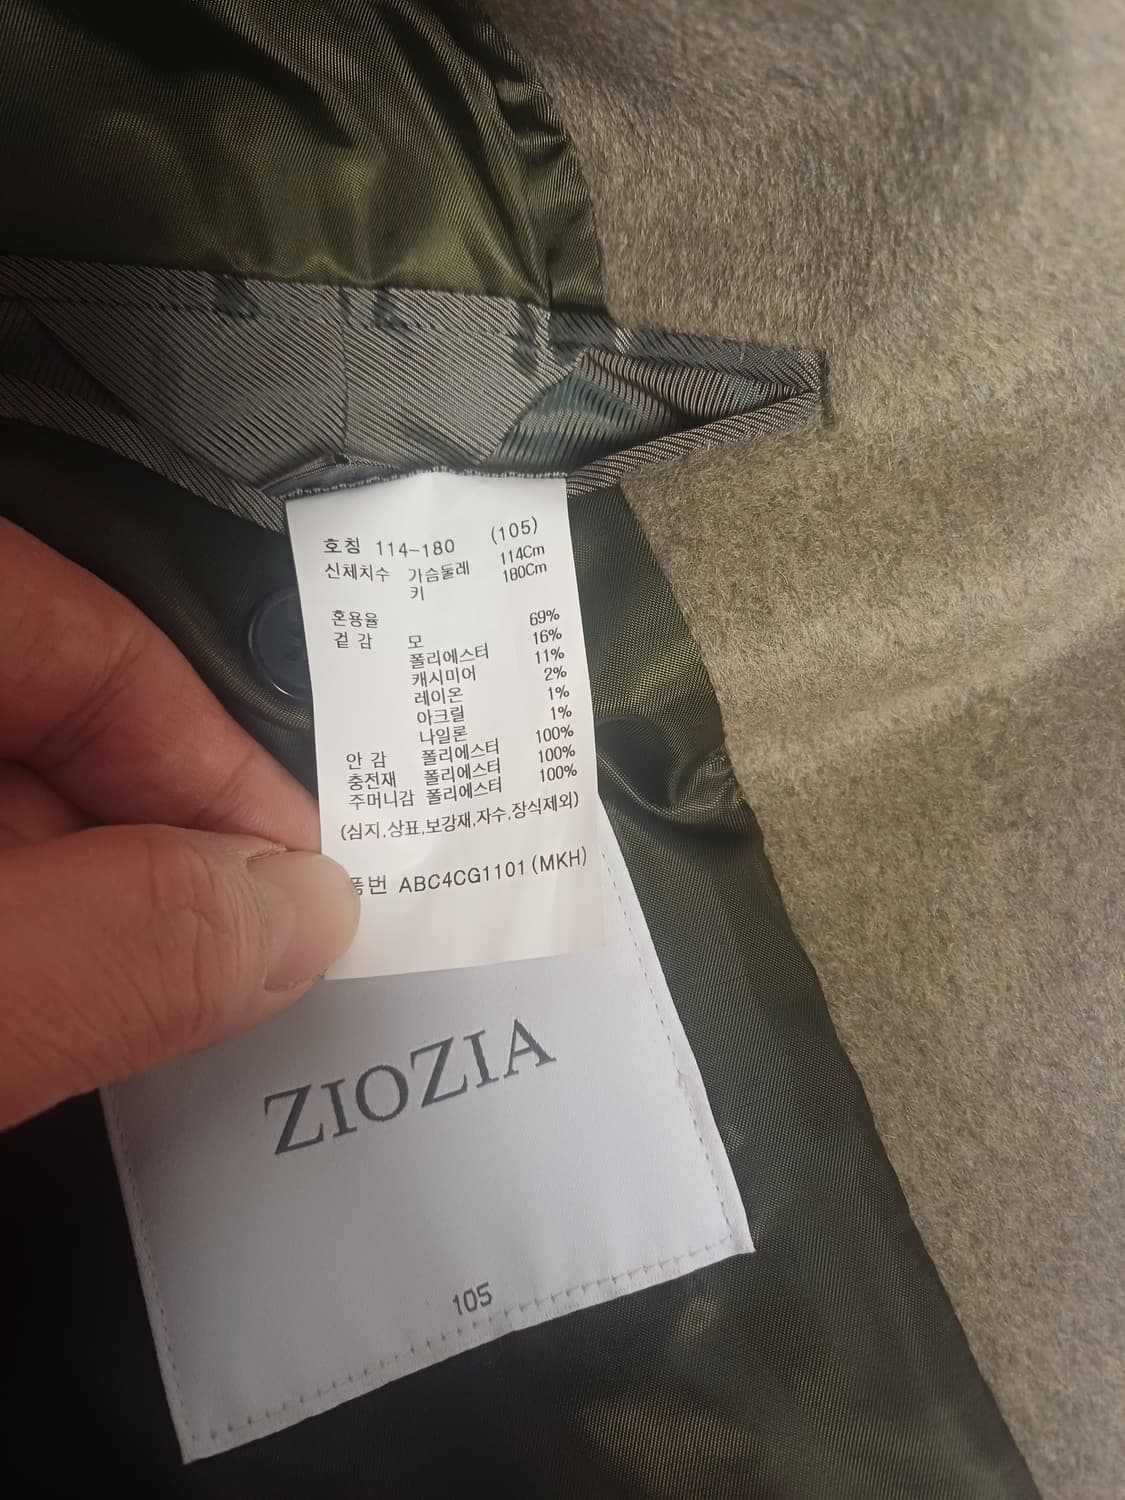 호칭 114-180 (105)
신체치수 가슴둘레 114Cm
키 180Cm
혼용율
겉감 모 69%
폴리에스터 16%
캐시미어 11%
레이온 2%
아크릴 1%
나일론 1%
안감 폴리에스터 100%
충전재 폴리에스터 100%
주머니감 폴리에스터 100%
(심지,상표,보강재,자수,장식제외)
품번 ABC4CG1101(MKH)
ZIOZIA
105